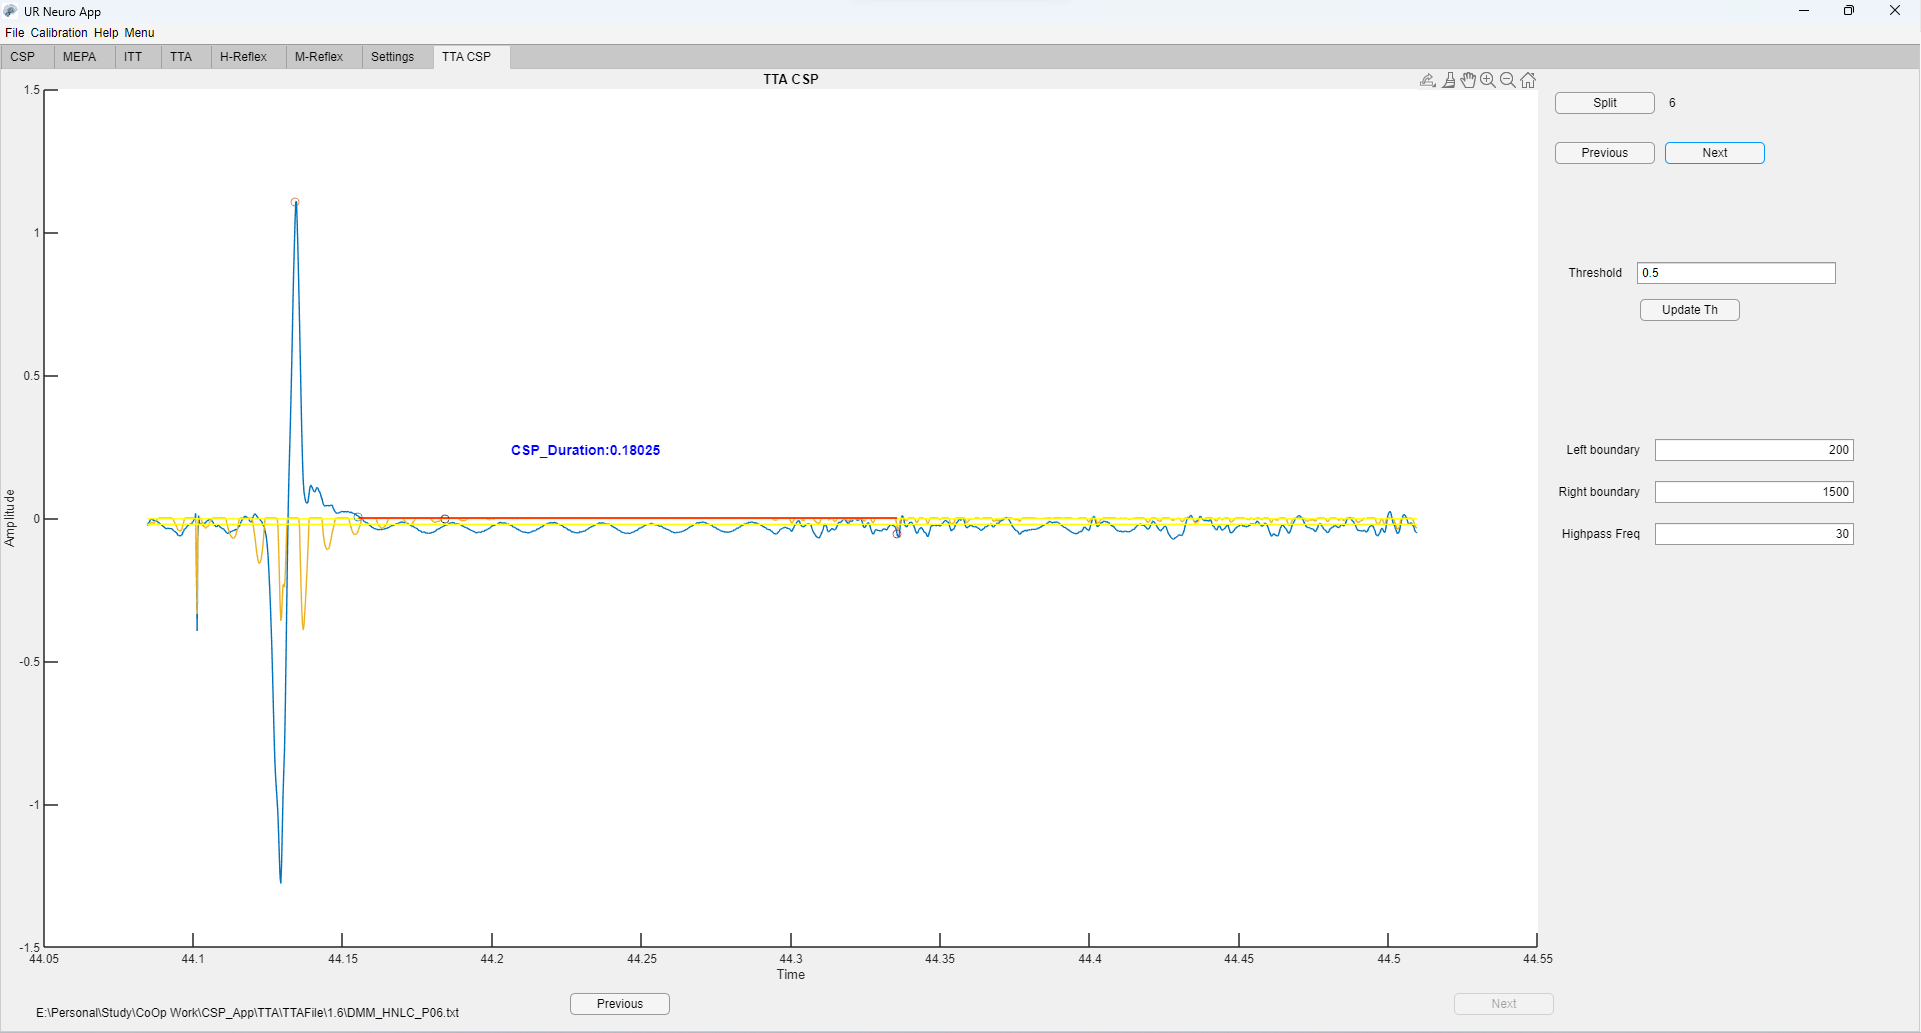 UR Neuro App
File Calibration Help Menu
CSP MEPA ITT TTA H-Reflex M-Reflex Settings TTA CSP
TTA CSP
1.5
1
0.5
0
-0.5
-1
-1.5
Amplitude
CSP_Duration:0.18025
44.05 44.1 44.15 44.2 44.25 44.3 44.35 44.4 44.45 44.5 44.55
Time
Split 6
Previous Next
Threshold 0.5
Update Th
Left boundary 200
Right boundary 1500
Highpass Freq 30
Previous Next
E:\Personal\Study\CoOp Work\CSP_App\TTA\TTAFile\1.6\DMM_HNLC_P06.txt